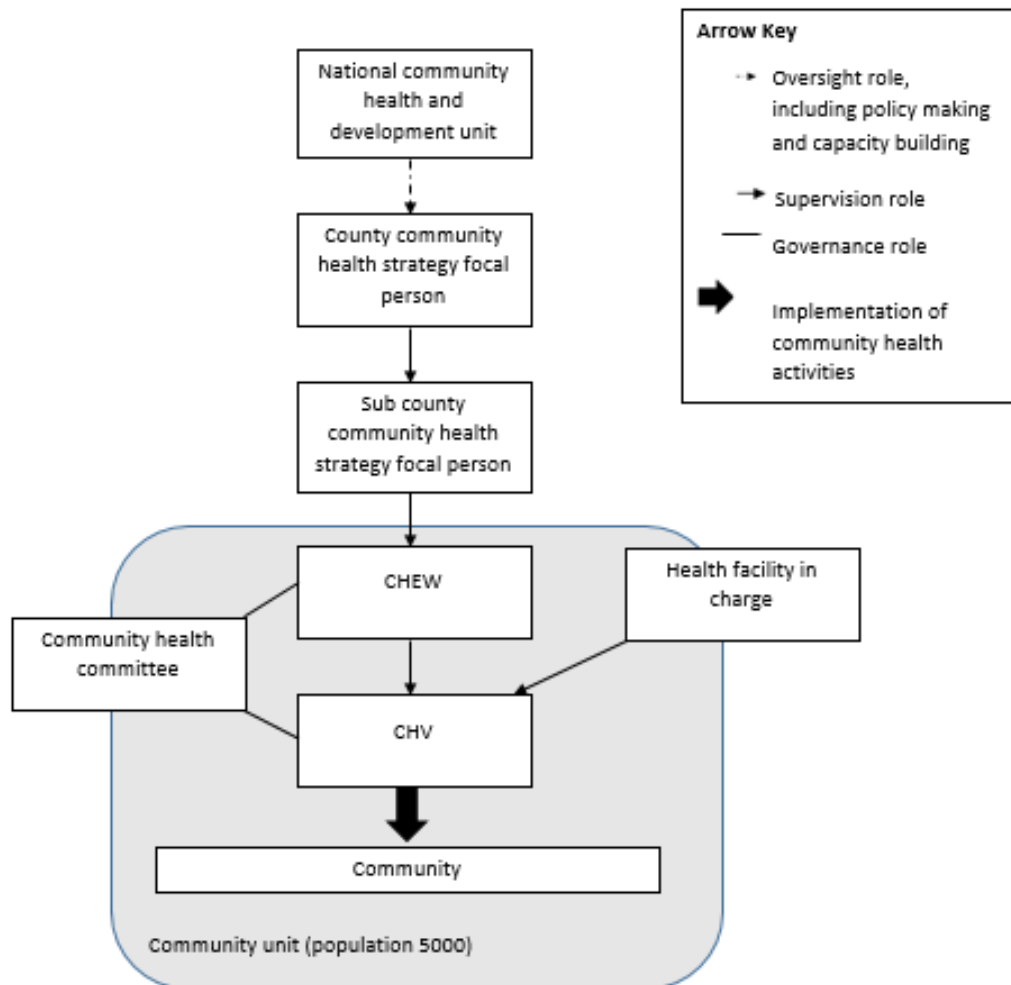 National community
health and
development unit
County community
health strategy focal
person
Sub county
community health
strategy focal person
CHEW
Health facility in
charge
Community health
committee
CHV
Community
Community unit (population 5000)
Arrow Key
Oversight role,
including policy making
and capacity building
Supervision role
Governance role
Implementation of
community health
activities